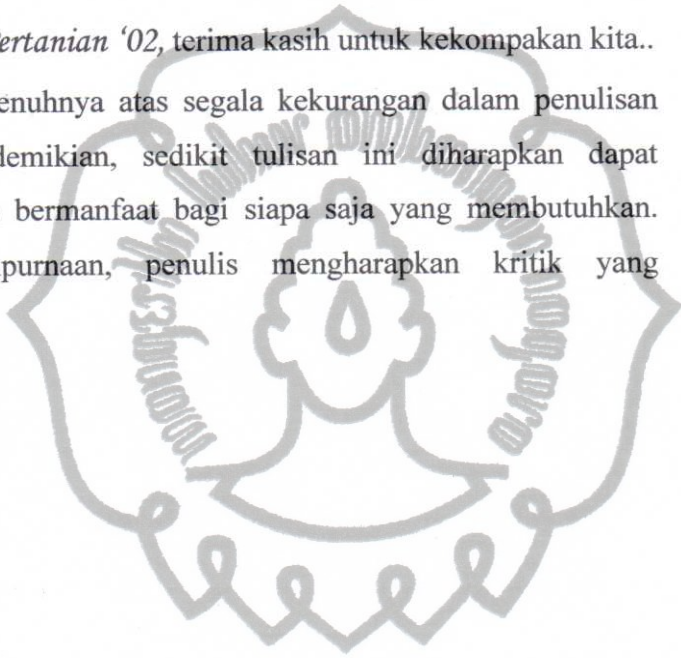 Pertanian ‘02, terima kasih untuk kekompakan kita..
enuhnya atas segala kekurangan dalam penulisan
demikian, sedikit tulisan ini diharapkan dapat
bermanfaat bagi siapa saja yang membutuhkan.
purnaan, penulis mengharapkan kritik yang